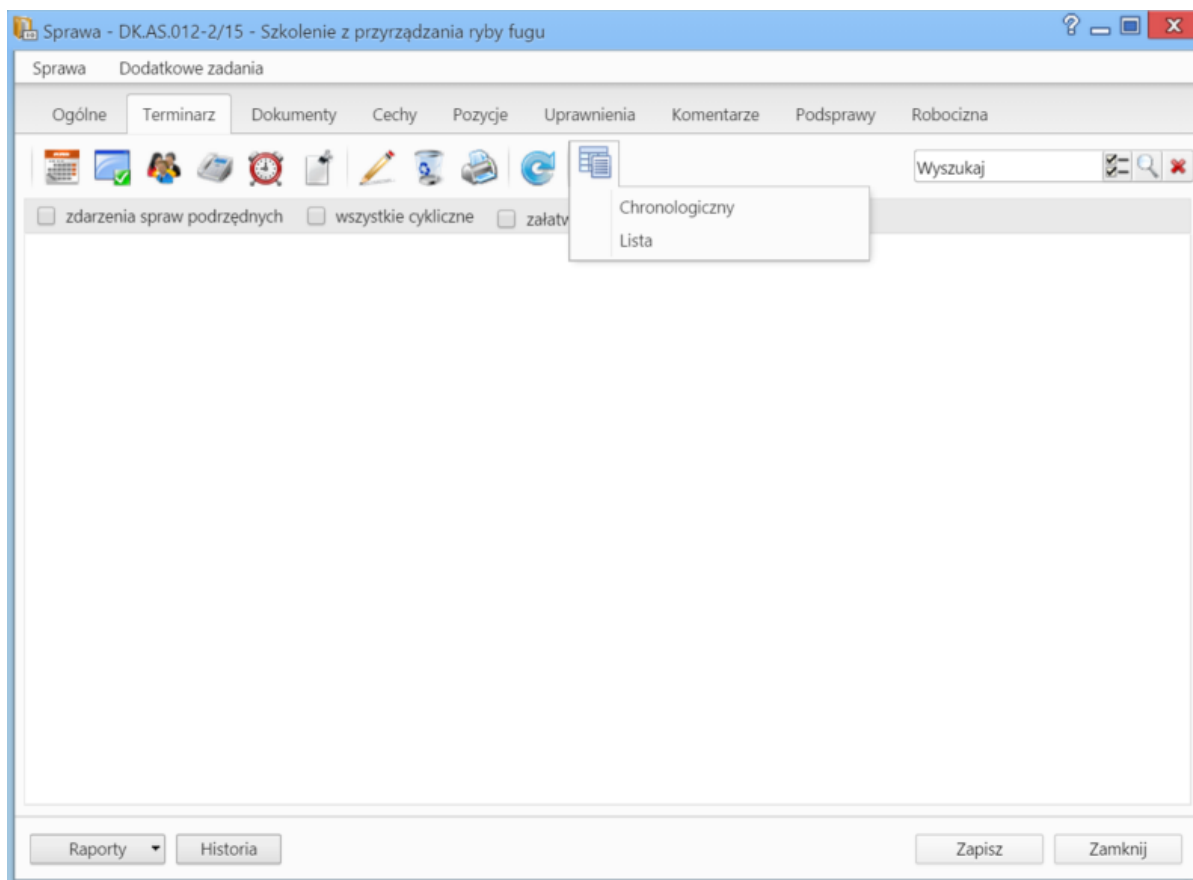 Sprawa - DK.AS.012-2/15 - Szkolenie z przyrządzania ryby fugu
Sprawa Dodatkowe zadania
Ogólne Terminarz Dokumenty Cechy Pozycje Uprawnienia Komentarze Podsprawy Robocizna
Wyszukaj
zdarzenia spraw podrzędnych wszystkie cykliczne załatw
Chronologiczny
Lista
Raporty Historia Zapisz Zamknij